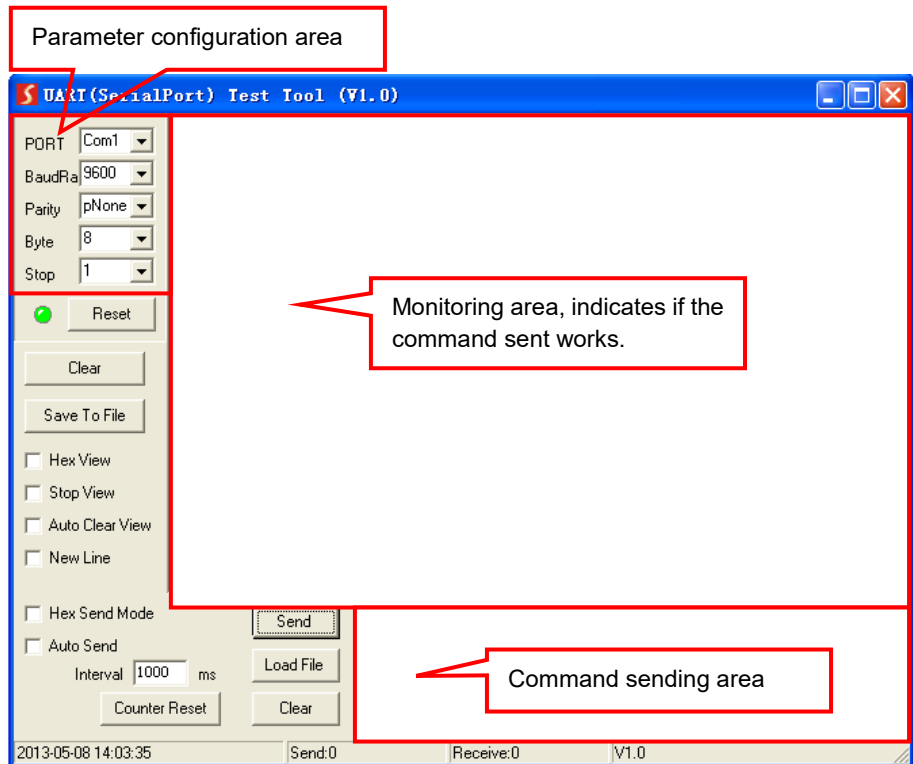 Parameter configuration area
UART(SerialPort) Test Tool (V1.0)
PORT Com1
BaudRa 9600
Parity pNone
Byte 8
Stop 1
Reset
Monitoring area, indicates if the
command sent works.
Clear
Save To File
Hex View
Stop View
Auto Clear View
New Line
Hex Send Mode
Send
Auto Send
Interval 1000 ms
Load File
Command sending area
Counter Reset
Clear
2013-05-08 14:03:35 Send:0 Receive:0 V1.0